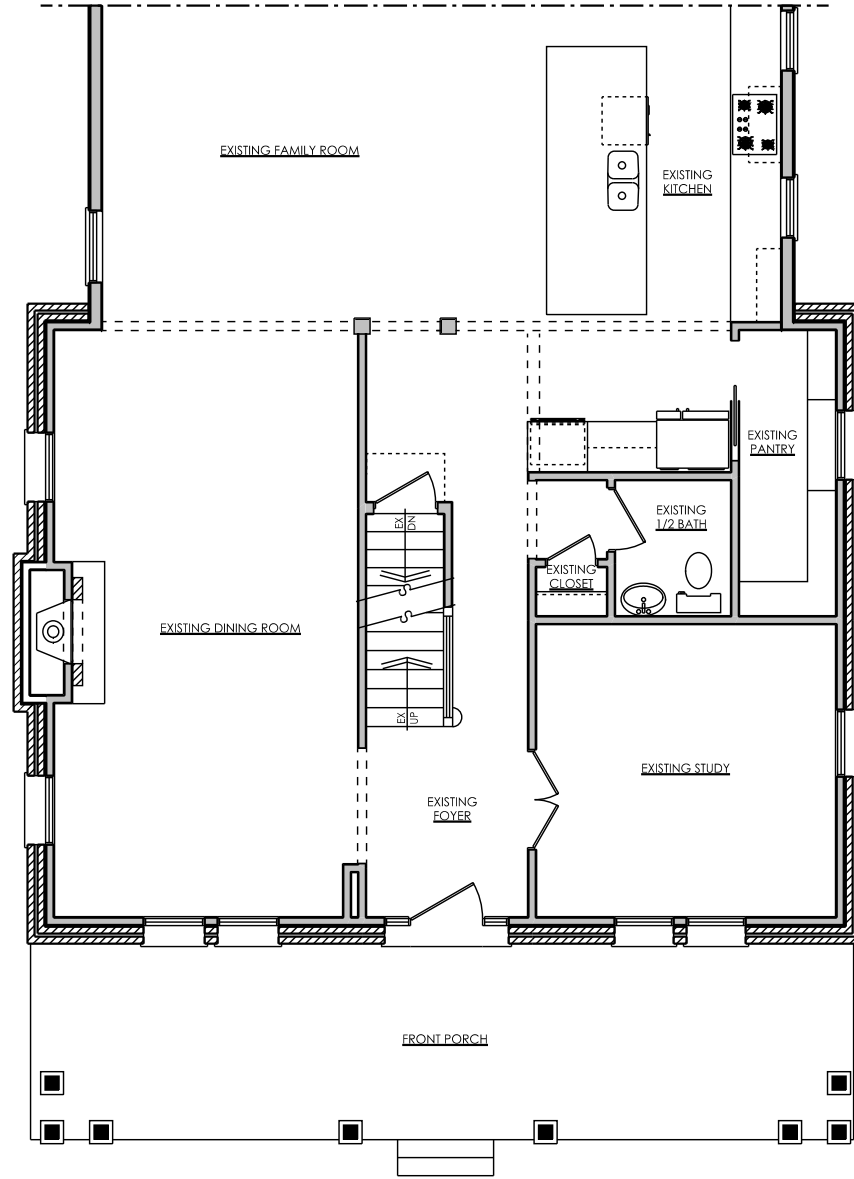 EXISTING FAMILY ROOM
EXISTING
KITCHEN
EXISTING
PANTRY
EX
DN
EXISTING
1/2 BATH
EXISTING
CLOSET
EXISTING DINING ROOM
EX
UP
EXISTING STUDY
EXISTING
FOYER
FRONT PORCH